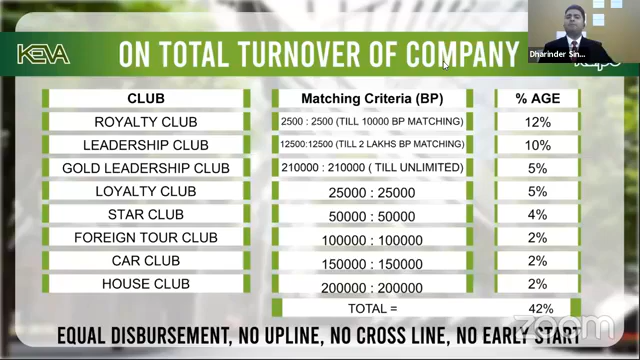 KEVA
ON TOTAL TURNOVER OF COMPANY
Dharinder Sin...
CLUB Matching Criteria (BP) % AGE
ROYALTY CLUB 2500 : 2500 (TILL 10000 BP MATCHING) 12%
LEADERSHIP CLUB 12500:12500 (TILL 2 LAKHS BP MATCHING) 10%
GOLD LEADERSHIP CLUB 210000 : 210000 ( TILL UNLIMITED) 5%
LOYALTY CLUB 25000 : 25000 5%
STAR CLUB 50000 : 50000 4%
FOREIGN TOUR CLUB 100000 : 100000 2%
CAR CLUB 150000 : 150000 2%
HOUSE CLUB 200000 : 200000 2%
TOTAL = 42%
zoom
EQUAL DISBURSEMENT, NO UPLINE, NO CROSS LINE, NO EARLY START